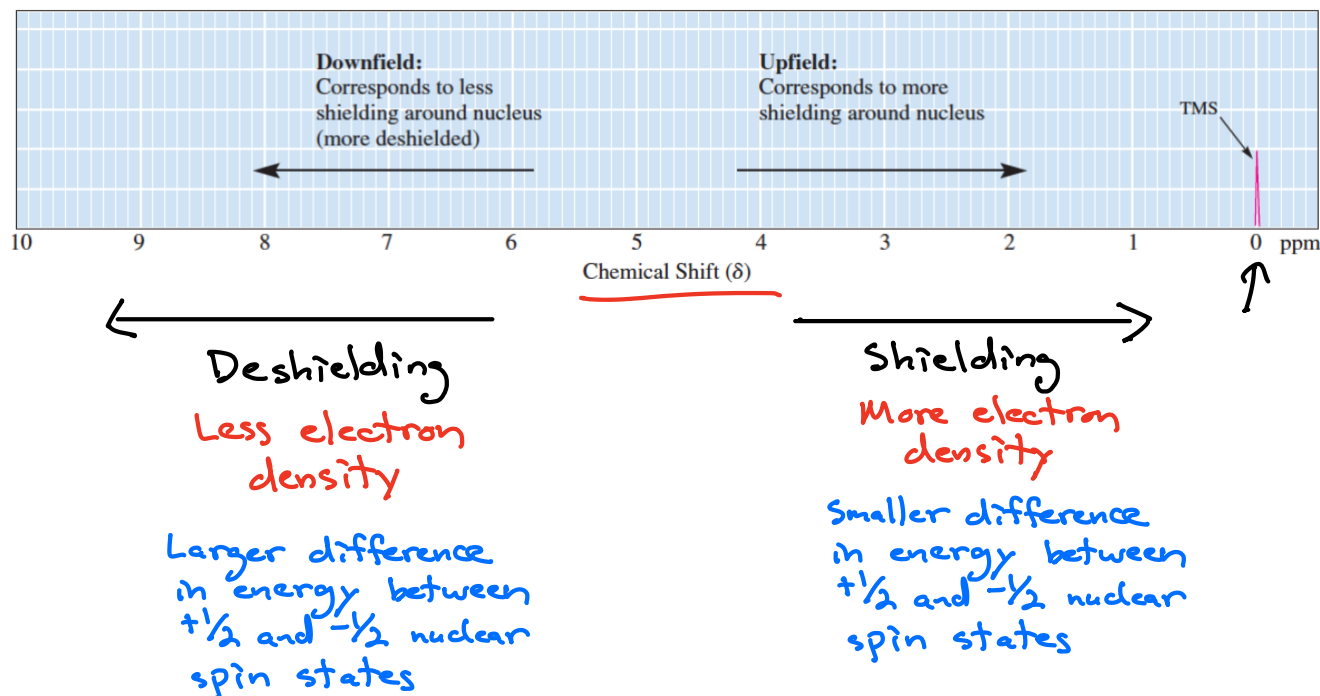 Downfield:
Corresponds to less
shielding around nucleus
(more deshielded)
Upfield:
Corresponds to more
shielding around nucleus
TMS
10 9 8 7 6 5 4 3 2 1 0 ppm
Chemical Shift (δ)
Deshielding
Less electron
density
Larger difference
in energy between
+1/2 and -1/2 nuclear
spin states
Shielding
More electron
density
Smaller difference
in energy between
+1/2 and -1/2 nuclear
spin states